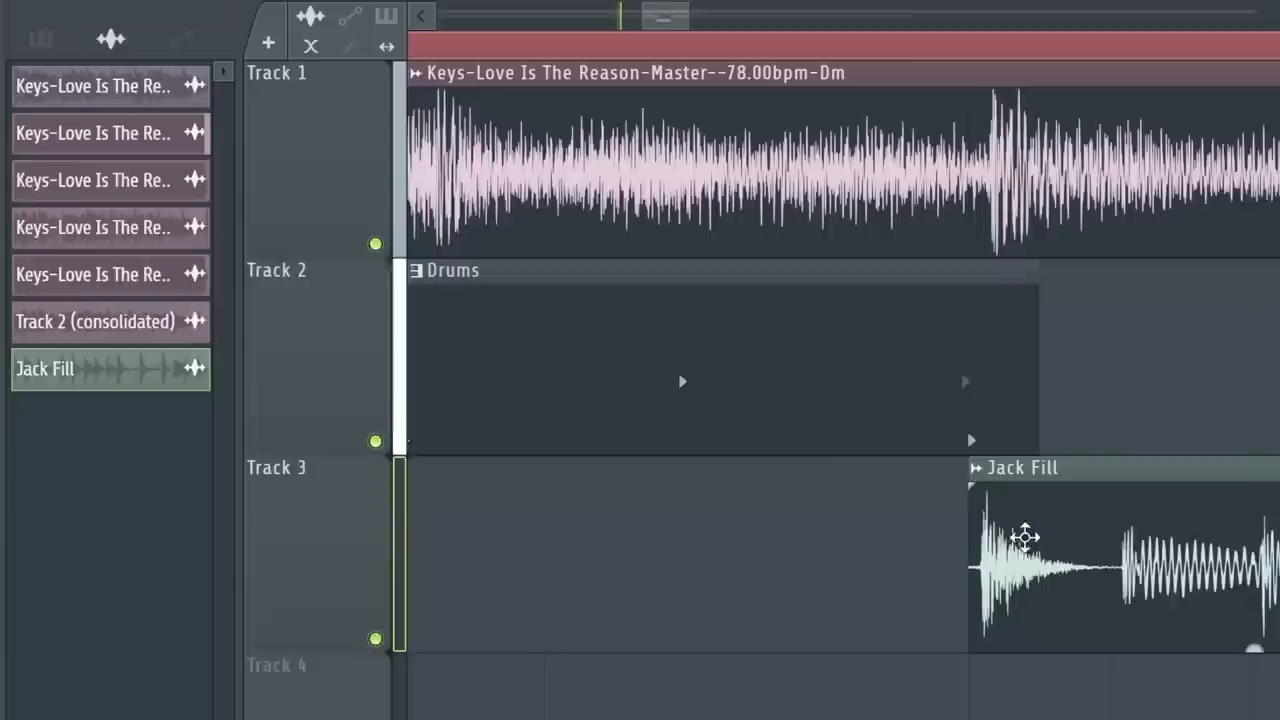 Keys-Love Is The Re..
Keys-Love Is The Re..
Keys-Love Is The Re..
Keys-Love Is The Re..
Keys-Love Is The Re..
Track 2 (consolidated)
Jack Fill
Track 1
Keys-Love Is The Reason-Master--78.00bpm-Dm
Track 2
Drums
Track 3
Jack Fill
Track 4